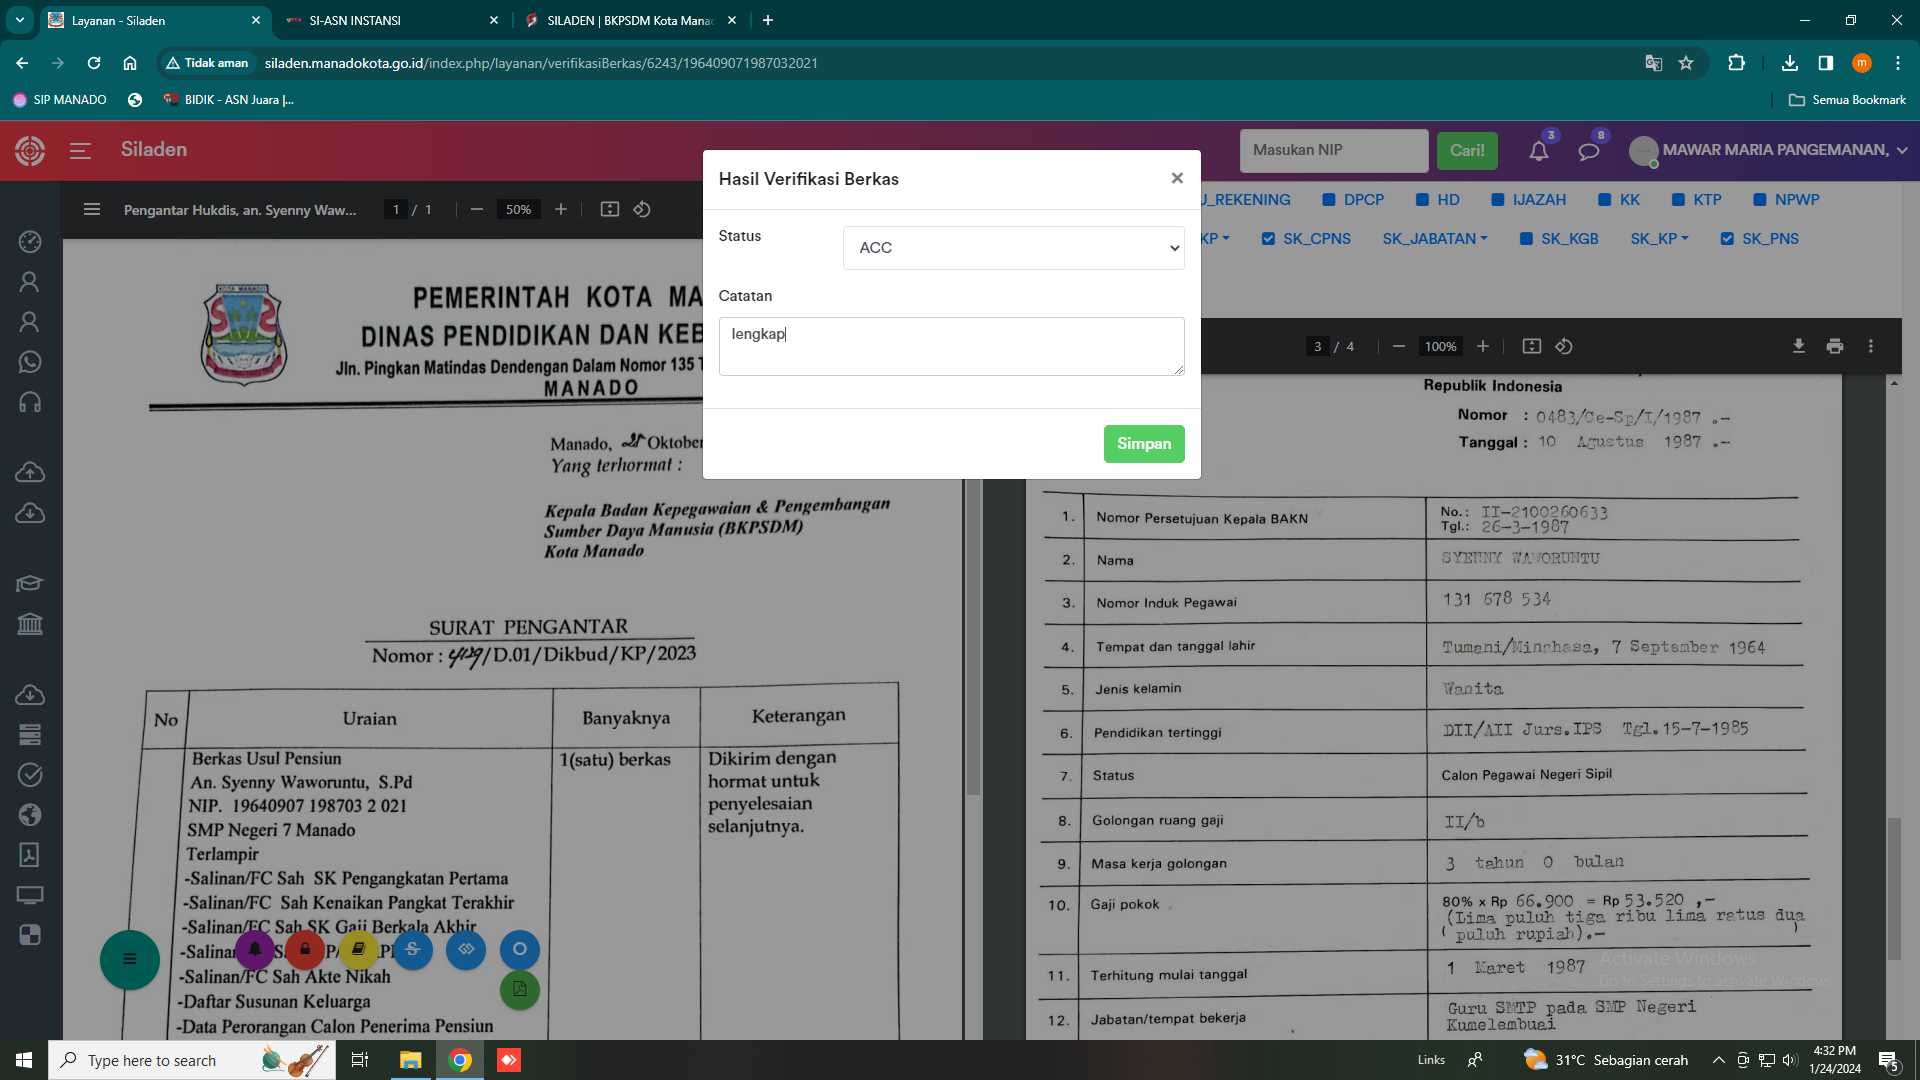 Layanan - Siladen
SI-ASN INSTANSI
SILADEN | BKPSDM Kota Mana
Tidak aman
siladen.manadokota.go.id/index.php/layanan/verifikasiBerkas/6243/196409071987032021
m
SIP MANADO
BIDIK - ASN Juara |...
Semua Bookmark
Siladen
Masukan NIP
Cari!
3
8
MAWAR MARIA PANGEMANAN,
Pengantar Hukdis, an. Syenny Waw...
1 / 1
50%
U_REKENING
DPCP
HD
IJAZAH
KK
KTP
NPWP
KP
SK_CPNS
SK_JABATAN
SK_KGB
SK_KP
SK_PNS
Hasil Verifikasi Berkas
×
Status
ACC
Catatan
lengkap
Simpan
PEMERINTAH KOTA MA
DINAS PENDIDIKAN DAN KEB
Jln. Pingkan Matindas Dendengan Dalam Nomor 135 T
MANADO
Manado, Oktober
Yang terhormat :
Kepala Badan Kepegawaian & Pengembangan
Sumber Daya Manusia (BKPSDM)
Kota Manado
SURAT PENGANTAR
Nomor : /D.01/Dikbud/KP/2023
No
Uraian
Banyaknya
Keterangan
Berkas Usul Pensiun
An. Syenny Waworuntu, S.Pd
NIP. 19640907 198703 2 021
SMP Negeri 7 Manado
Terlampir
-Salinan/FC Sah SK Pengangkatan Pertama
-Salinan/FC Sah Kenaikan Pangkat Terakhir
-Salinan/FC Sah SK Gaji Berkala Akhir
-Salinan/FC Sah Akte Nikah
-Daftar Susunan Keluarga
-Data Perorangan Calon Penerima Pensiun
1(satu) berkas
Dikirim dengan
hormat untuk
penyelesaian
selanjutnya.
3 / 4
100%
Republik Indonesia
Nomor : 0483/Ce-Sp/I/1987 .-
Tanggal : 10 Agustus 1987 .-
1. Nomor Persetujuan Kepala BAKN
No.: II-2100260633
Tgl.: 26-3-1987
2. Nama
SYENNY WAWORUNTU
3. Nomor Induk Pegawai
131 678 534
4. Tempat dan tanggal lahir
Tumani/Minahasa, 7 September 1964
5. Jenis kelamin
Wanita
6. Pendidikan tertinggi
DII/AII Jurs.IPS Tgl.15-7-1985
7. Status
Calon Pegawai Negeri Sipil
8. Golongan ruang gaji
II/b
9. Masa kerja golongan
3 tahun 0 bulan
10. Gaji pokok
80% x Rp 66.900 = Rp 53.520 ,-
(Lima puluh tiga ribu lima ratus dua
( puluh rupiah).- )
11. Terhitung mulai tanggal
1 Maret 1987
12. Jabatan/tempat bekerja
Guru SMTP pada SMP Negeri
Kumelembuai
Activate Windows
Go to Settings to activate Windows.
Type here to search
Links
31°C Sebagian cerah
4:32 PM
1/24/2024
5